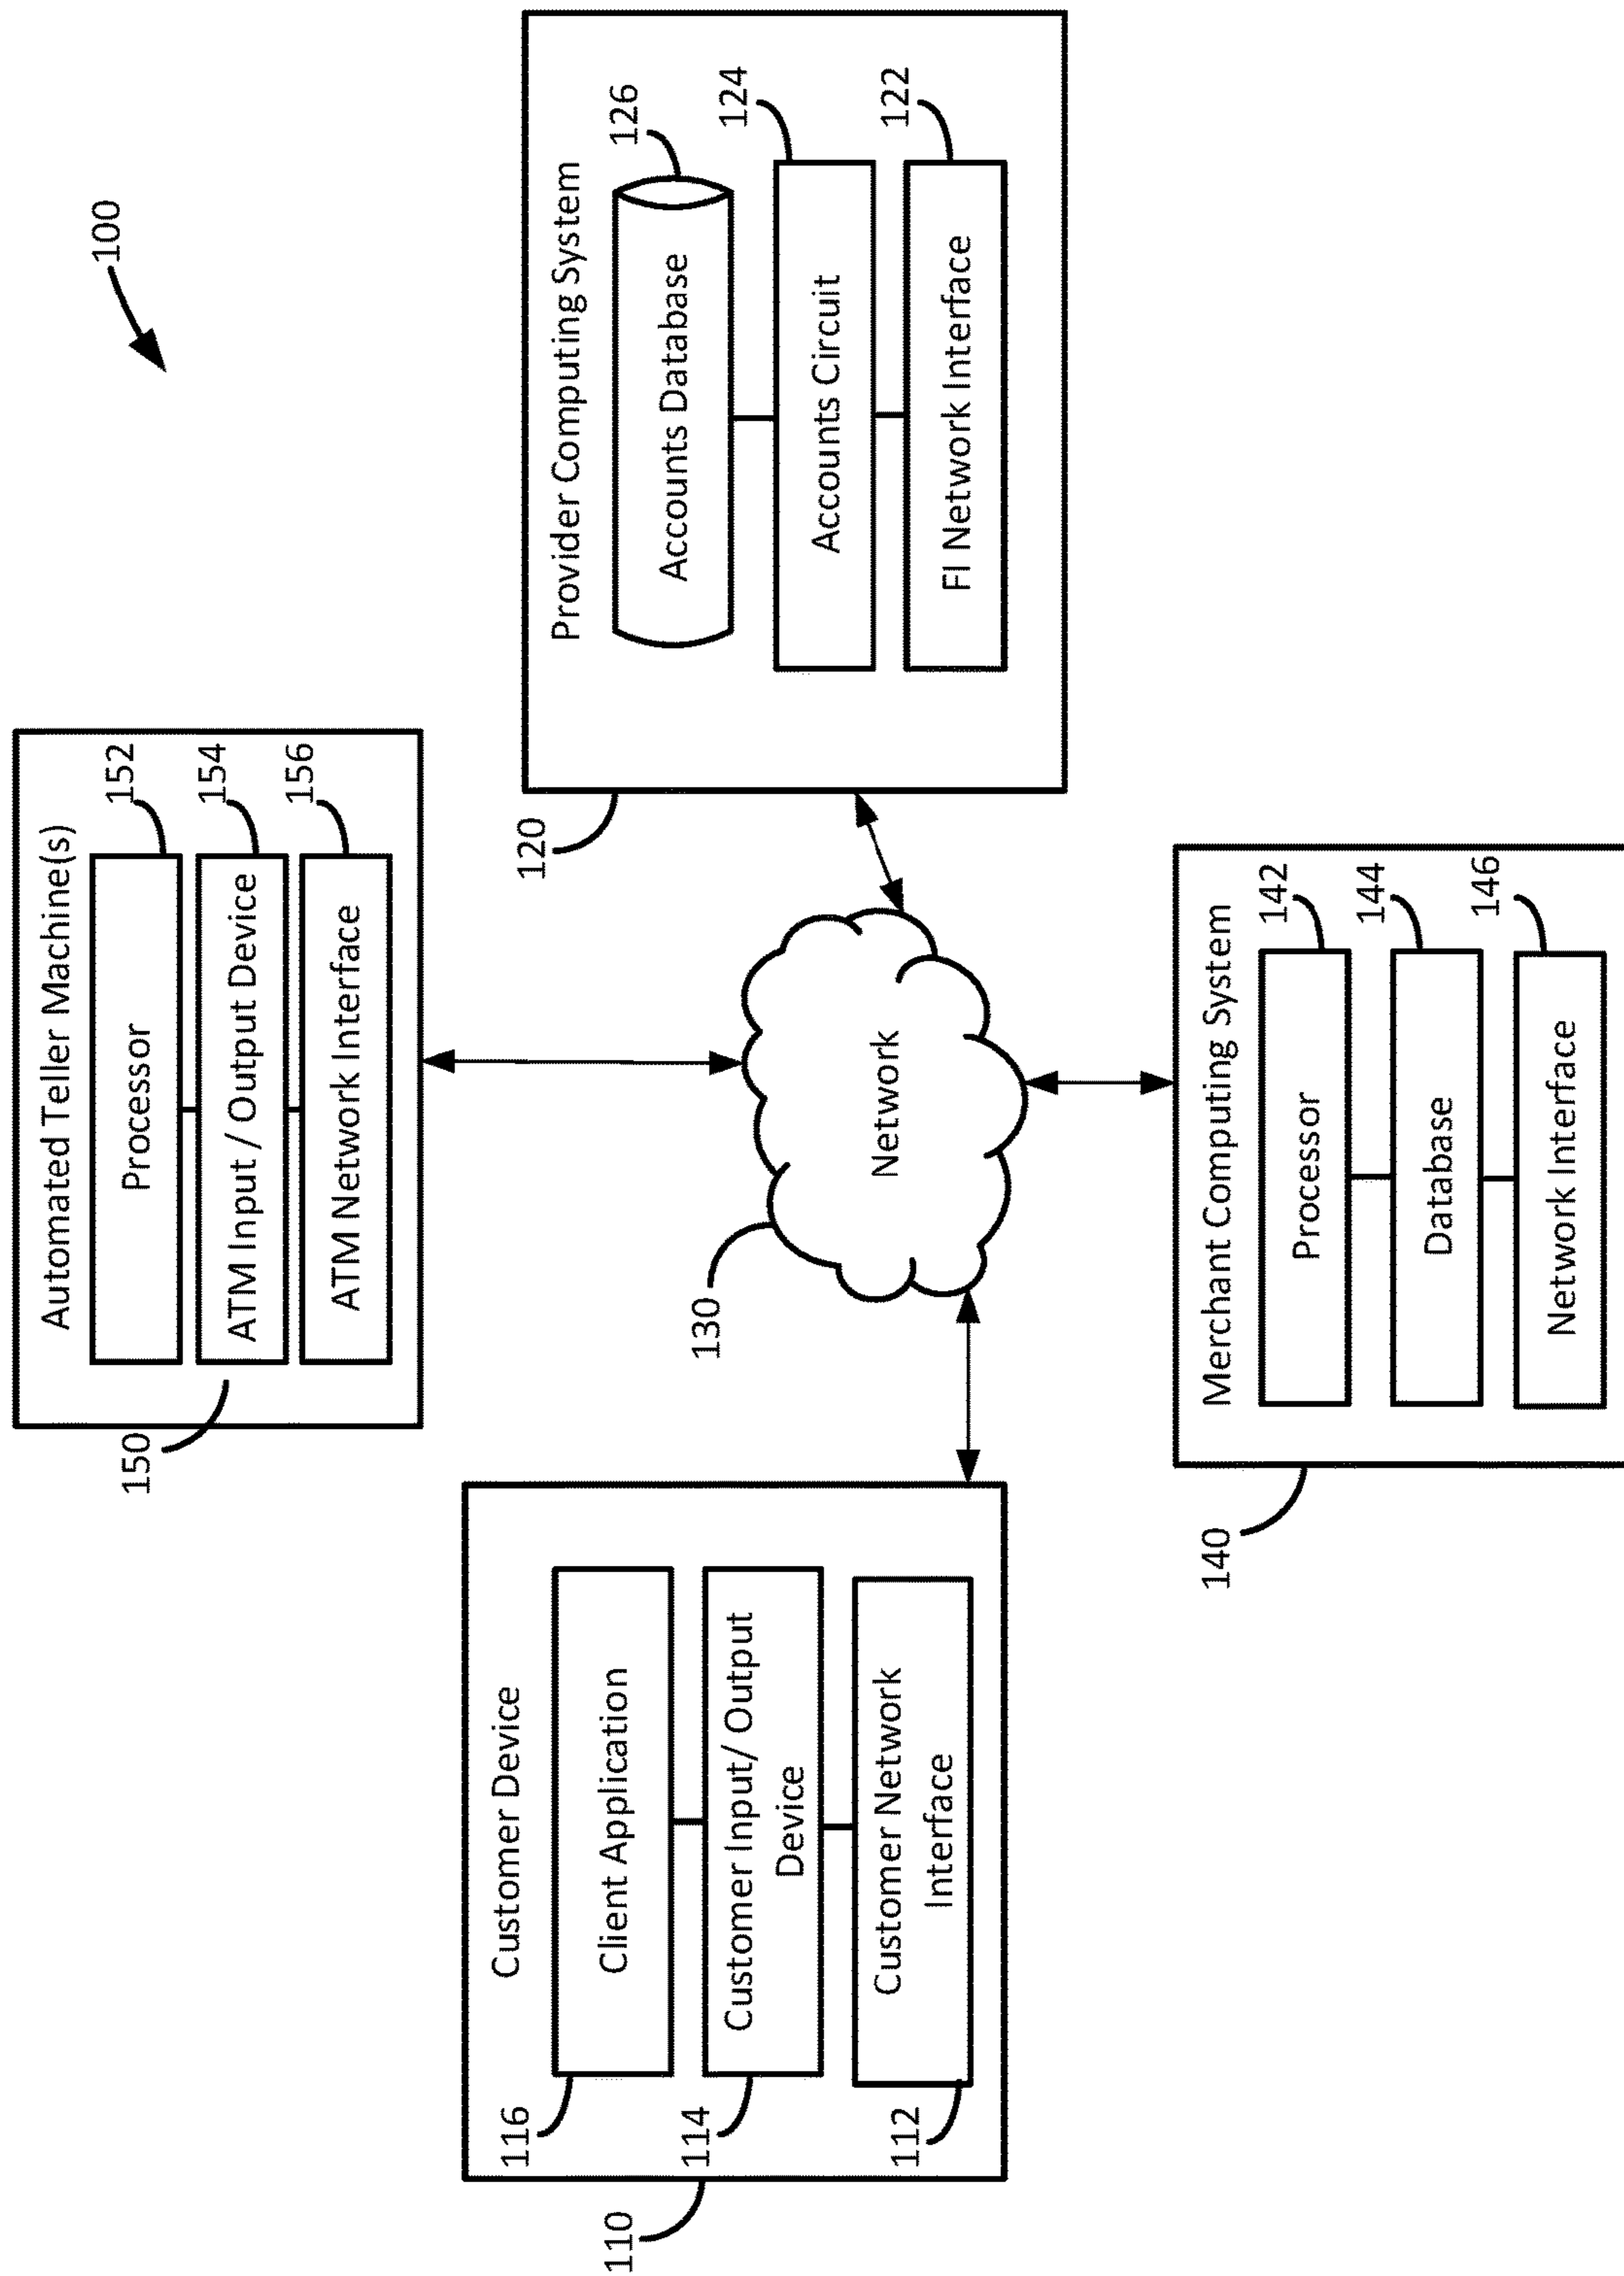 100
Automated Teller Machine(s)
Processor
152
ATM Input / Output Device
154
ATM Network Interface
156
150
Customer Device
Client Application
116
Customer Input/ Output
Device
114
Customer Network
Interface
112
110
Network
130
Provider Computing System
Accounts Database
126
Accounts Circuit
124
FI Network Interface
122
120
Merchant Computing System
Processor
142
Database
144
Network Interface
146
140